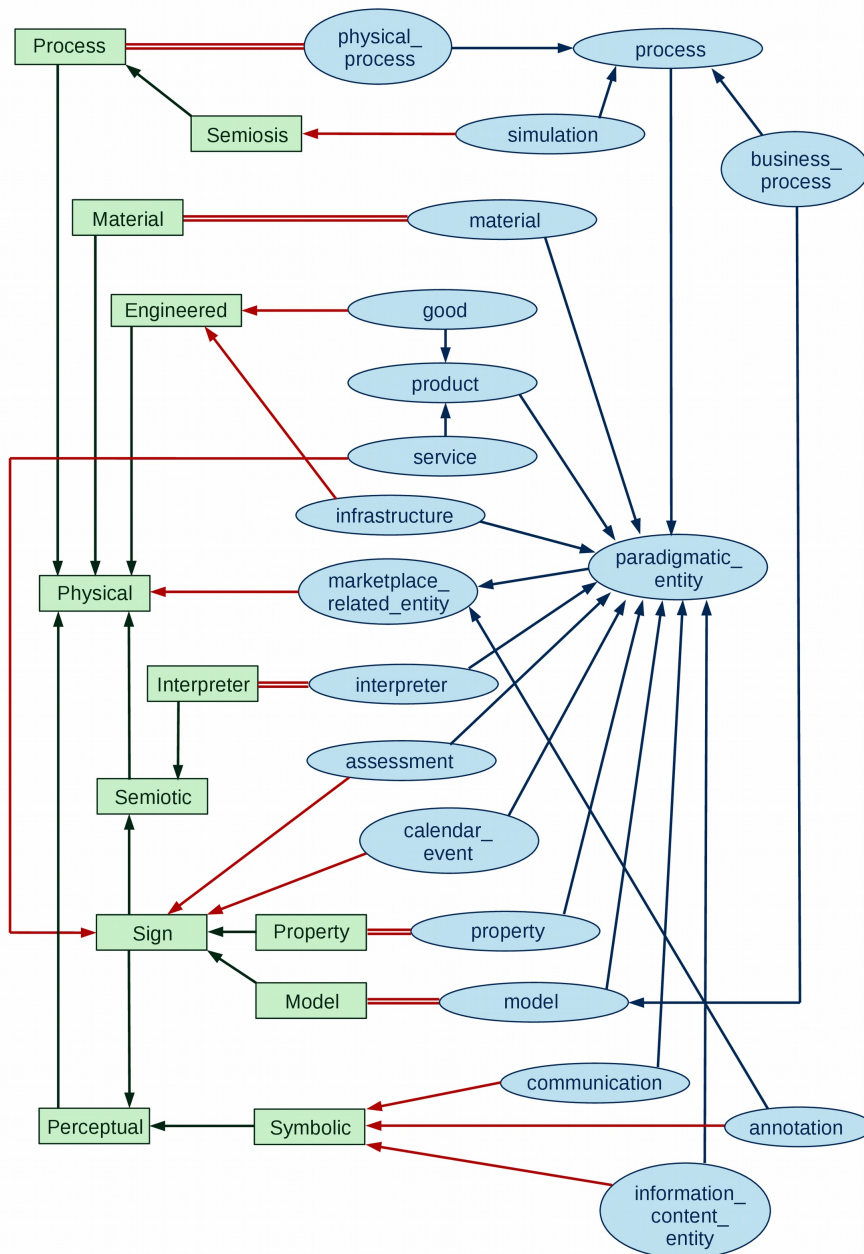 Process
physical_
process
process
Semiosis
simulation
business_
process
Material
material
Engineered
good
product
service
infrastructure
paradigmatic_
entity
Physical
marketplace_
related_entity
Interpreter
interpreter
assessment
Semiotic
calendar_
event
Sign
Property
property
Model
model
communication
Perceptual
Symbolic
annotation
information_
content_
entity